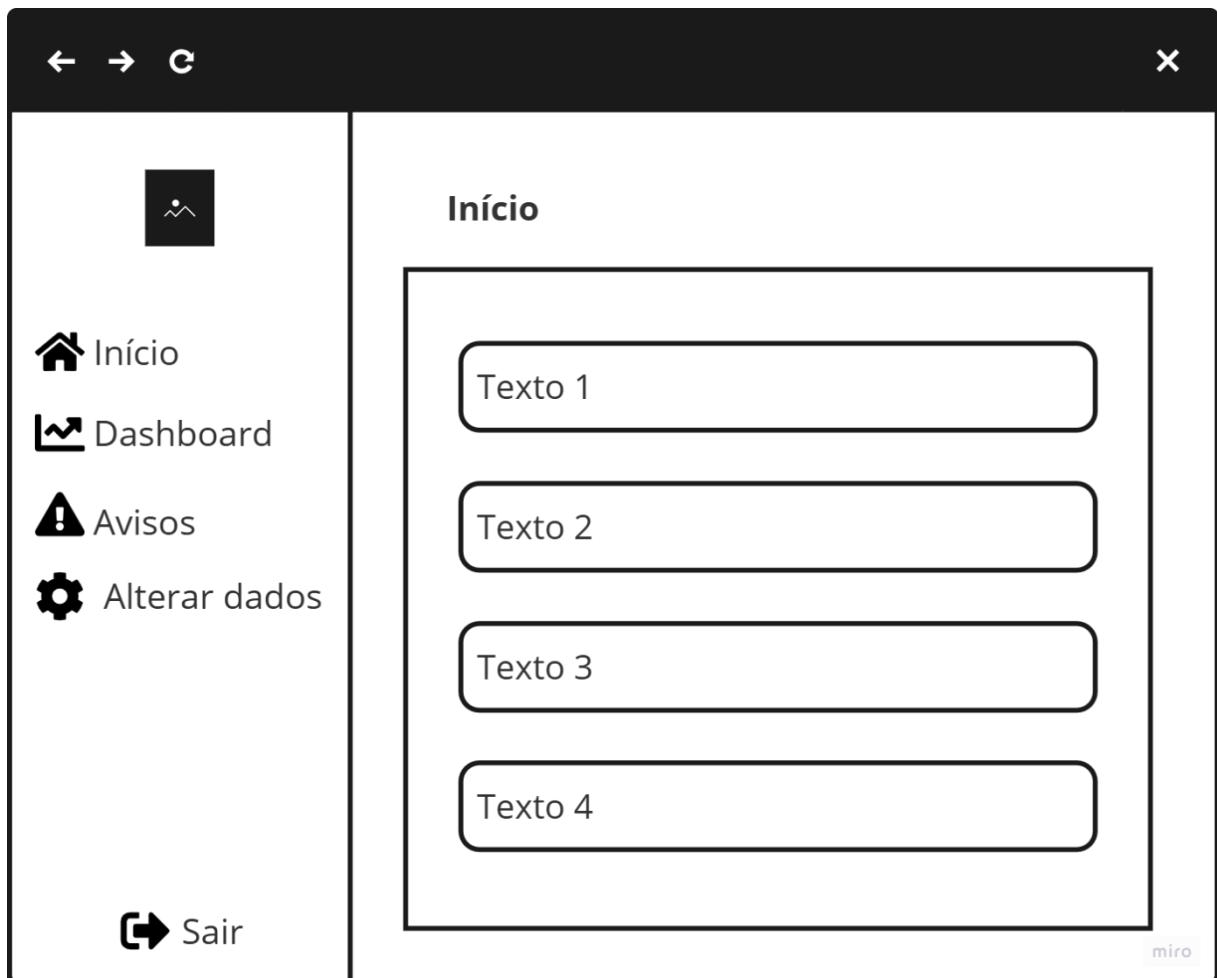 Início
Dashboard
Avisos
Alterar dados
Sair
Início
Texto 1
Texto 2
Texto 3
Texto 4
miro